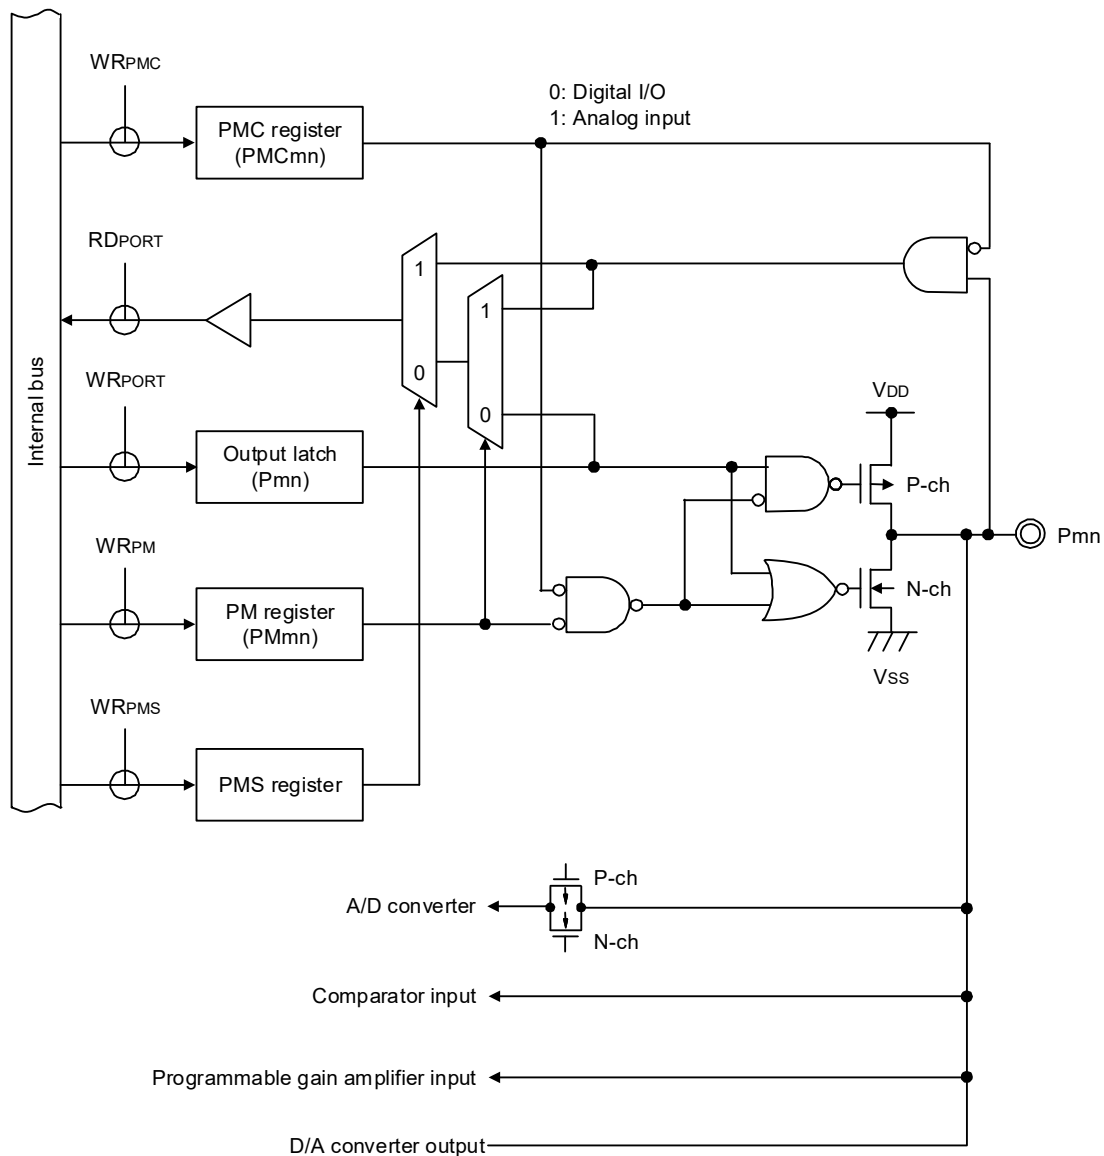 WRPMC
0: Digital I/O
1: Analog input
PMC register
(PMCmn)
RDPORT
1
1
0
0
Internal bus
WRPORT
VDD
Output latch
(Pmn)
P-ch
Pmn
WRPM
N-ch
PM register
(PMmn)
VSS
WRPMS
PMS register
P-ch
A/D converter
N-ch
Comparator input
Programmable gain amplifier input
D/A converter output